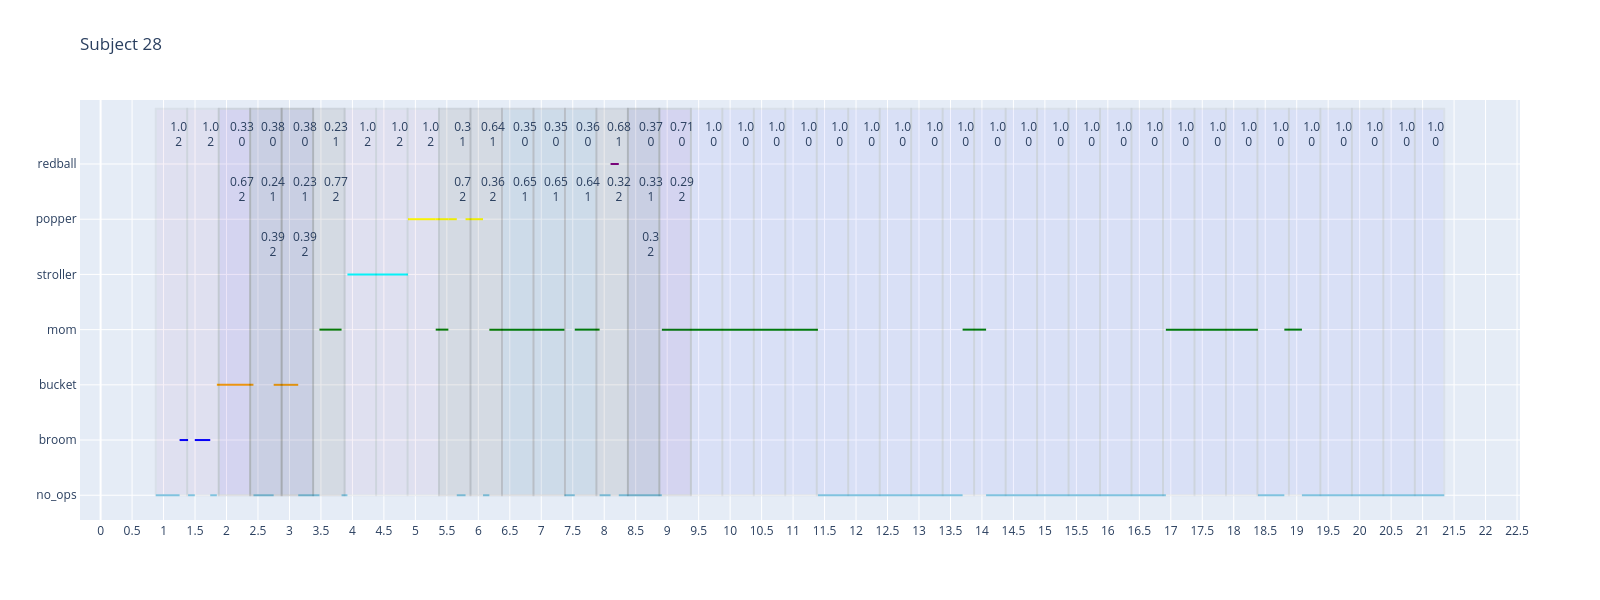 Subject 28
1.0 1.0 0.33 0.38 0.38 0.23 1.0 1.0 1.0 0.3 0.64 0.35 0.35 0.36 0.68 0.37 0.71 1.0 1.0 1.0 1.0 1.0 1.0 1.0 1.0 1.0 1.0 1.0 1.0 1.0 1.0 1.0 1.0 1.0 1.0 1.0 1.0 1.0 1.0 1.0 1.0
2 2 0 0 0 1 2 2 2 1 1 0 0 0 1 0 0 0 0 0 0 0 0 0 0 0 0 0 0 0 0 0 0 0 0 0 0 0 0 0 0
redball
0.67 0.24 0.23 0.77 0.7 0.36 0.65 0.65 0.64 0.32 0.33 0.29
2 1 1 2 2 2 1 1 1 2 1 2
popper
0.39 0.39 0.3
2 2 2
stroller
mom
bucket
broom
no_ops
0 0.5 1 1.5 2 2.5 3 3.5 4 4.5 5 5.5 6 6.5 7 7.5 8 8.5 9 9.5 10 10.5 11 11.5 12 12.5 13 13.5 14 14.5 15 15.5 16 16.5 17 17.5 18 18.5 19 19.5 20 20.5 21 21.5 22 22.5